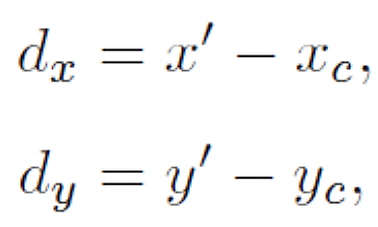 d_x = x′ − x_c,
d_y = y′ − y_c,